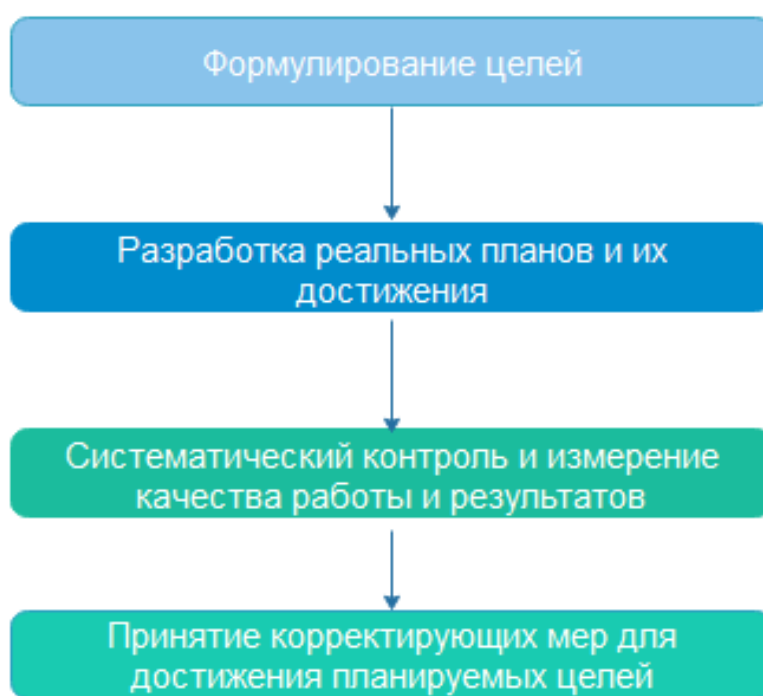 Формулирование целей
Разработка реальных планов и их
достижения
Систематический контроль и измерение
качества работы и результатов
Принятие корректирующих мер для
достижения планируемых целей